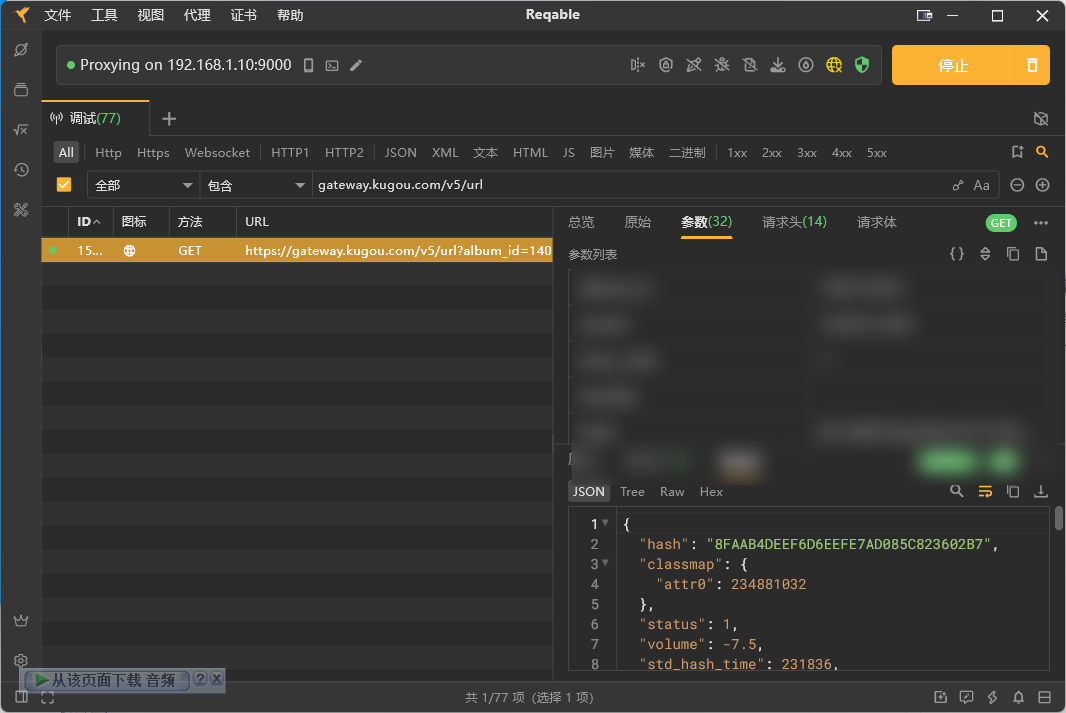 文件 工具 视图 代理 证书 帮助 Reqable
Proxying on 192.168.1.10:9000 停止
调试(77)
All Http Https Websocket HTTP1 HTTP2 JSON XML 文本 HTML JS 图片 媒体 二进制 1xx 2xx 3xx 4xx 5xx
全部 包含 gateway.kugou.com/v5/url Aa
ID 图标 方法 URL
15... GET https://gateway.kugou.com/v5/url?album_id=140
总览 原始 参数(32) 请求头(14) 请求体 GET
参数列表
JSON Tree Raw Hex
1 {
2 "hash": "8FAAB4DEEF6D6EEFE7AD085C823602B7",
3 "classmap": {
4 "attr0": 234881032
5 },
6 "status": 1,
7 "volume": -7.5,
8 "std_hash_time": 231836,
从该页面下载 音频 ? X
共 1/77 项 (选择 1 项)